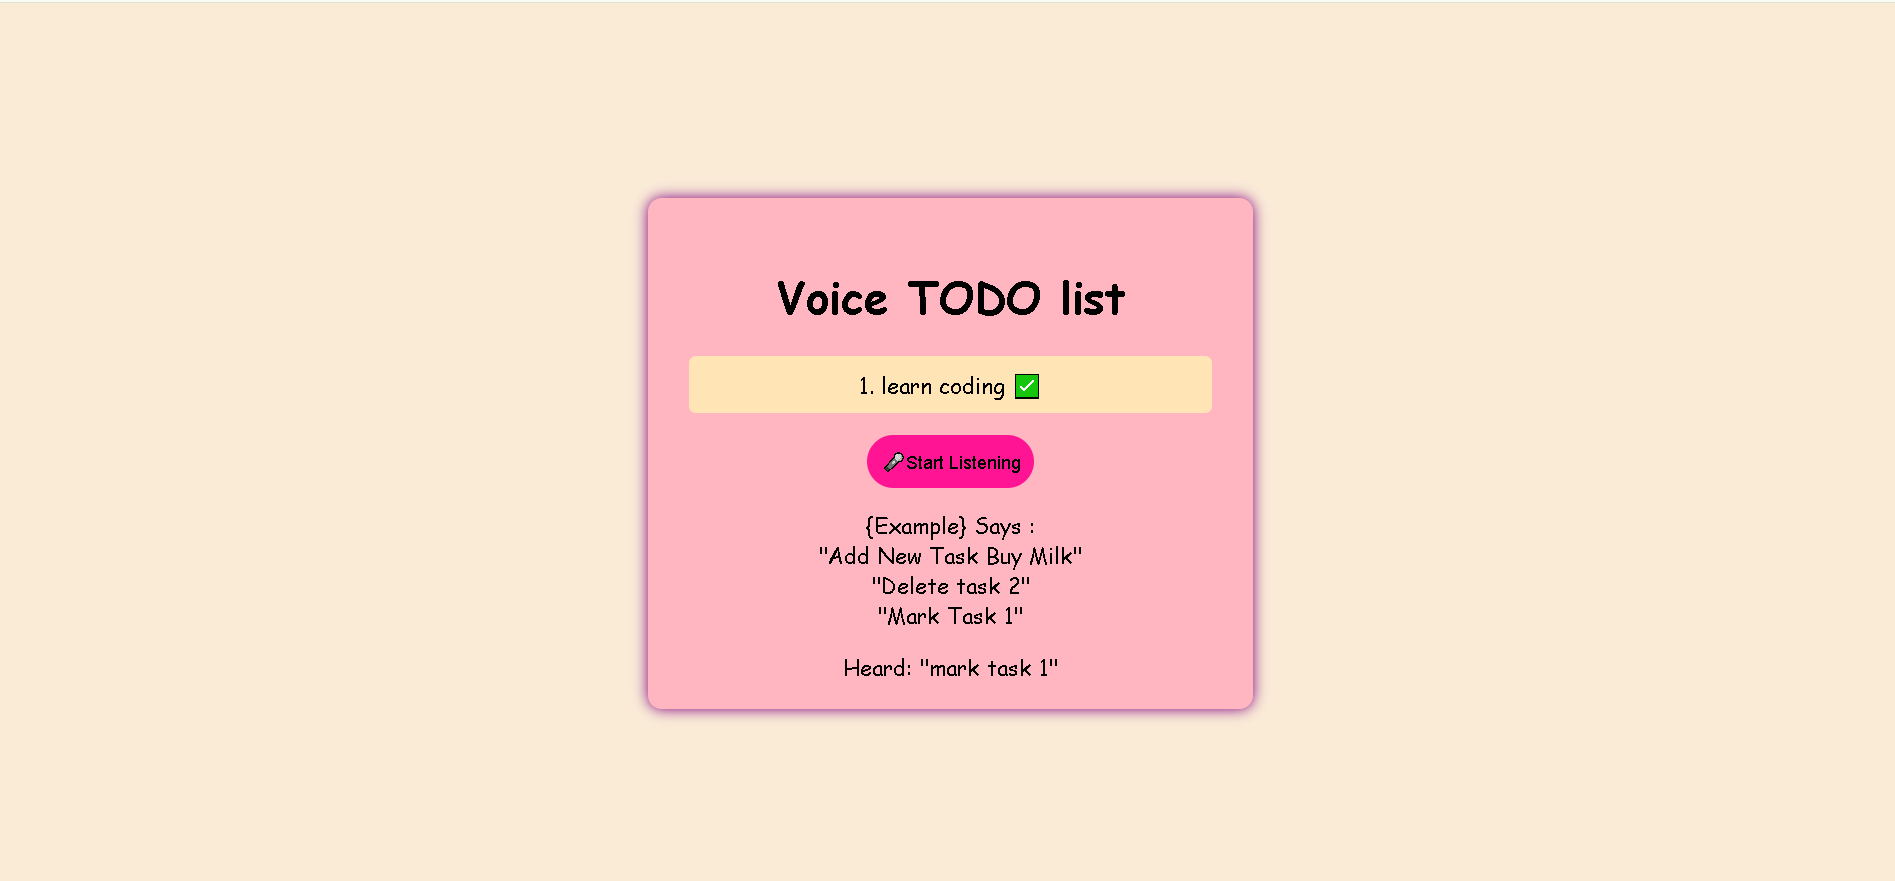 Voice TODO list
1. learn coding ✅
🎤Start Listening
{Example} Says :
"Add New Task Buy Milk"
"Delete task 2"
"Mark Task 1"
Heard: "mark task 1"